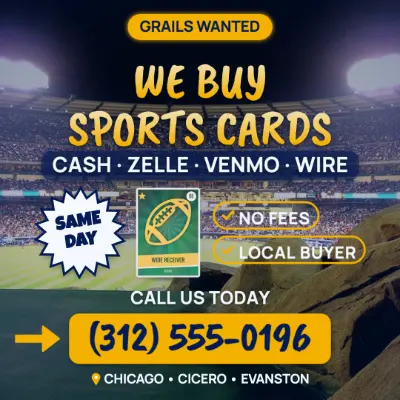 GRAILS WANTED
WE BUY
SPORTS CARDS
CASH · ZELLE · VENMO · WIRE
SAME
DAY
WIDE RECEIVER
NO FEES
LOCAL BUYER
CALL US TODAY
(312) 555-0196
CHICAGO • CICERO • EVANSTON